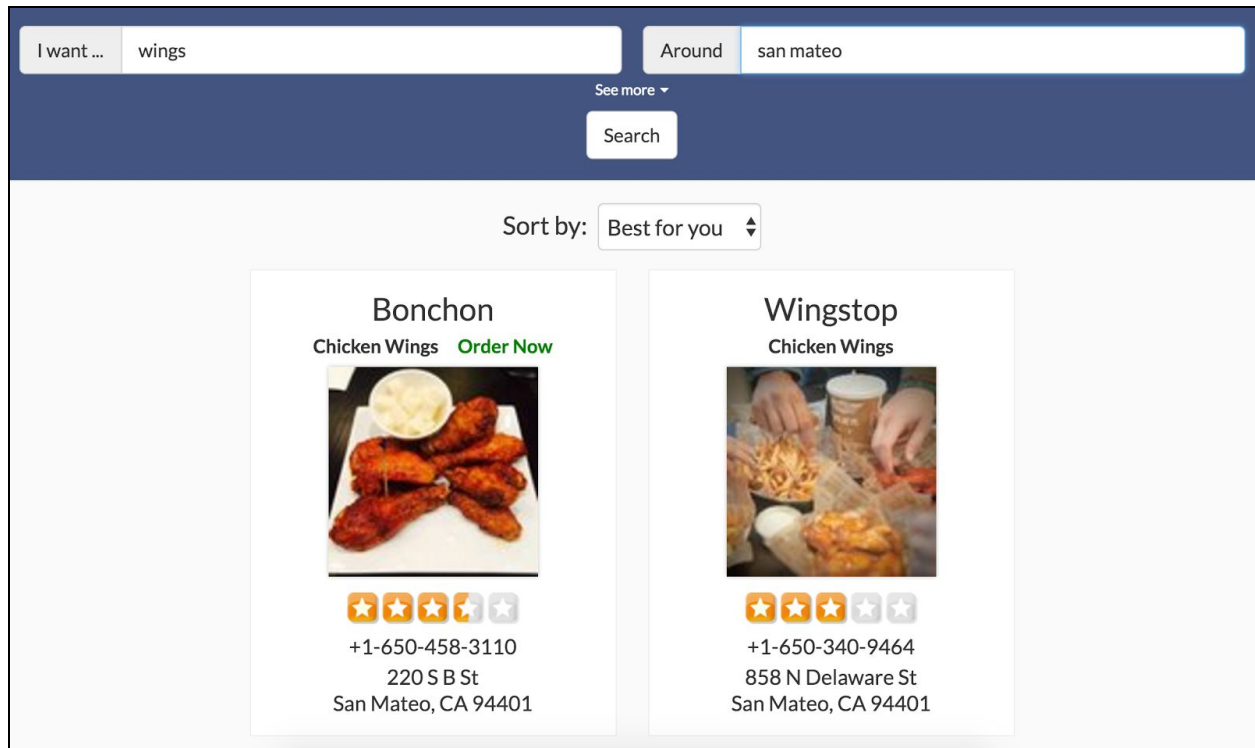 I want ... wings Around san mateo
See more
Search
Sort by: Best for you
Bonchon
Chicken Wings Order Now
+1-650-458-3110
220 S B St
San Mateo, CA 94401
Wingstop
Chicken Wings
+1-650-340-9464
858 N Delaware St
San Mateo, CA 94401